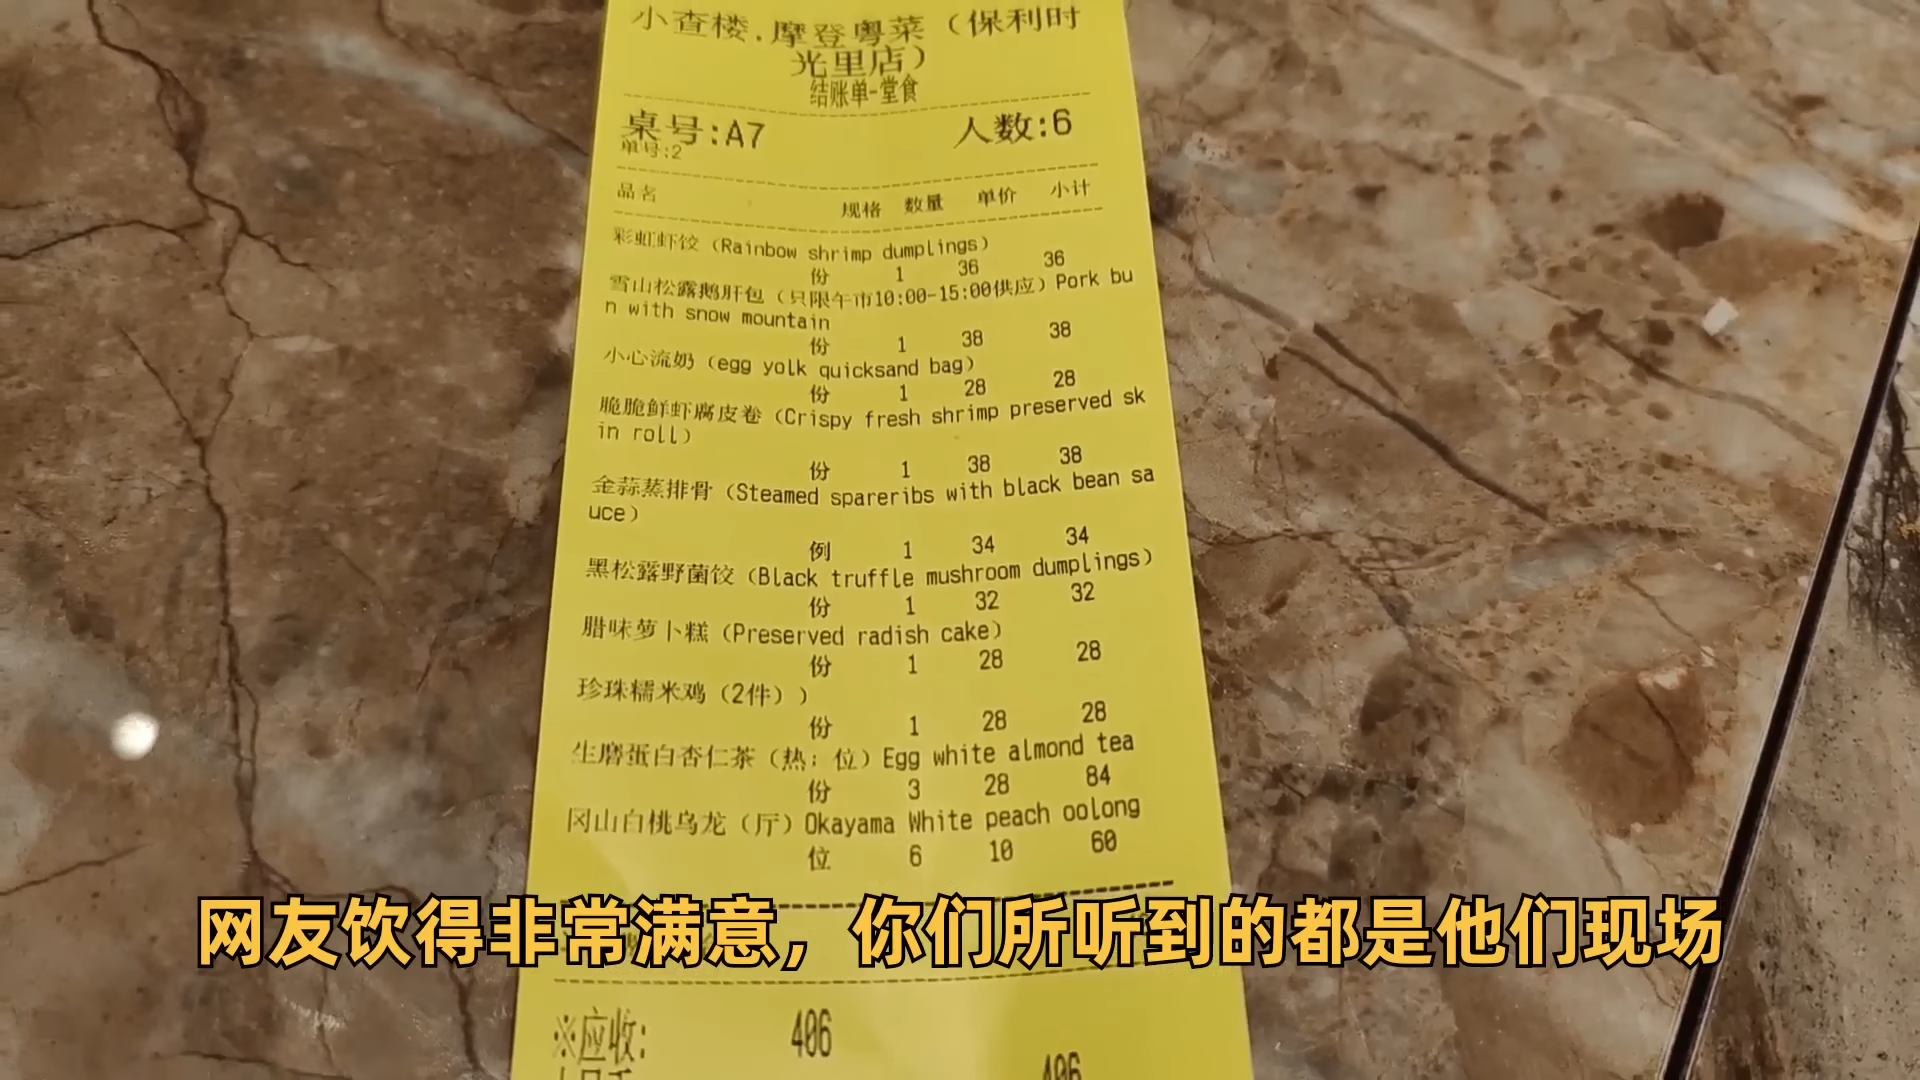 小查楼.摩登粤菜（保利时
光里店）
结账单-堂食
桌号:A7 人数:6
单号:2
品名 规格 数量 单价 小计
彩虹虾饺（Rainbow shrimp dumplings）
份 1 36 36
雪山松露鹅肝包（只限午市10:00-15:00供应）Pork bu
n with snow mountain
份 1 38 38
小心流奶（egg yolk quicksand bag）
份 1 28 28
脆脆鲜虾腐皮卷（Crispy fresh shrimp preserved sk
in roll）
份 1 38 38
金蒜蒸排骨（Steamed spareribs with black bean sa
uce）
例 1 34 34
黑松露野菌饺（Black truffle mushroom dumplings）
份 1 32 32
腊味萝卜糕（Preserved radish cake）
份 1 28 28
珍珠糯米鸡（2件））
份 1 28 28
生磨蛋白杏仁茶（热；位）Egg white almond tea
份 3 28 84
冈山白桃乌龙（厅）Okayama White peach oolong
位 6 10 60
网友饮得非常满意，你们所听到的都是他们现场
※应收: 406
406